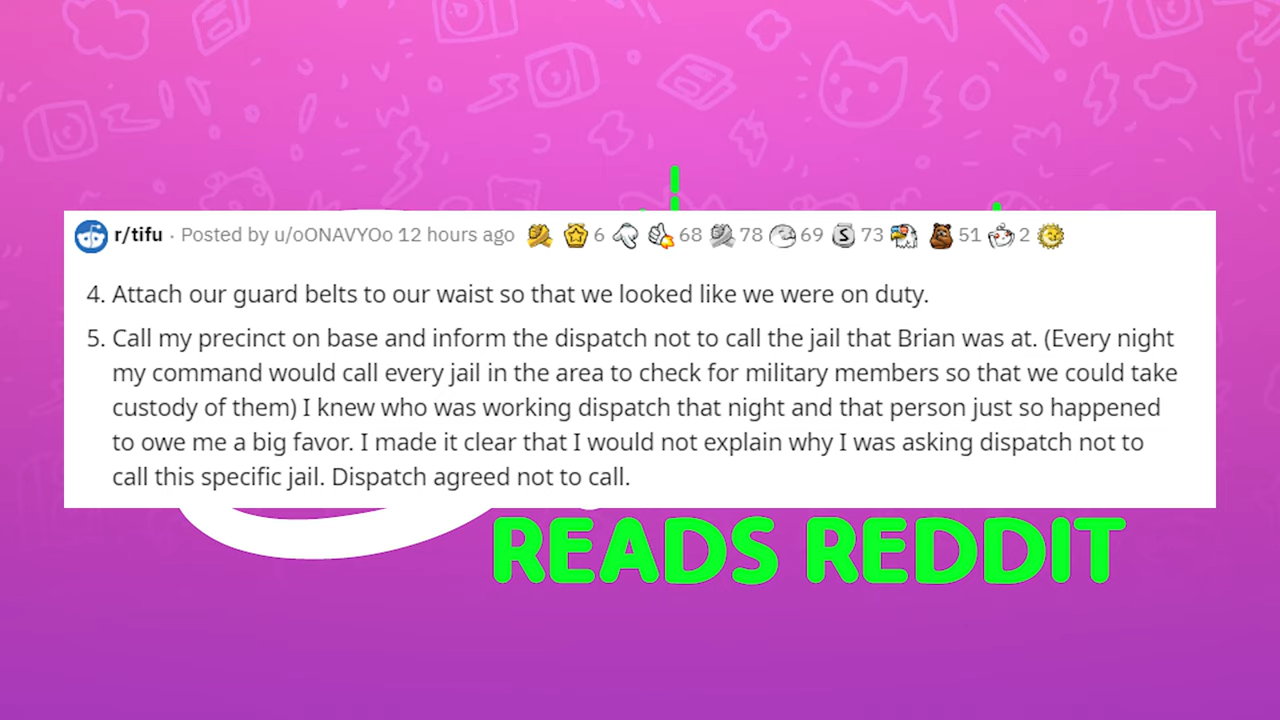 r/tifu · Posted by u/oONAVYOo 12 hours ago 6 68 78 69 S 73 51 2
4. Attach our guard belts to our waist so that we looked like we were on duty.
5. Call my precinct on base and inform the dispatch not to call the jail that Brian was at. (Every night
my command would call every jail in the area to check for military members so that we could take
custody of them) I knew who was working dispatch that night and that person just so happened
to owe me a big favor. I made it clear that I would not explain why I was asking dispatch not to
call this specific jail. Dispatch agreed not to call.
READS REDDIT